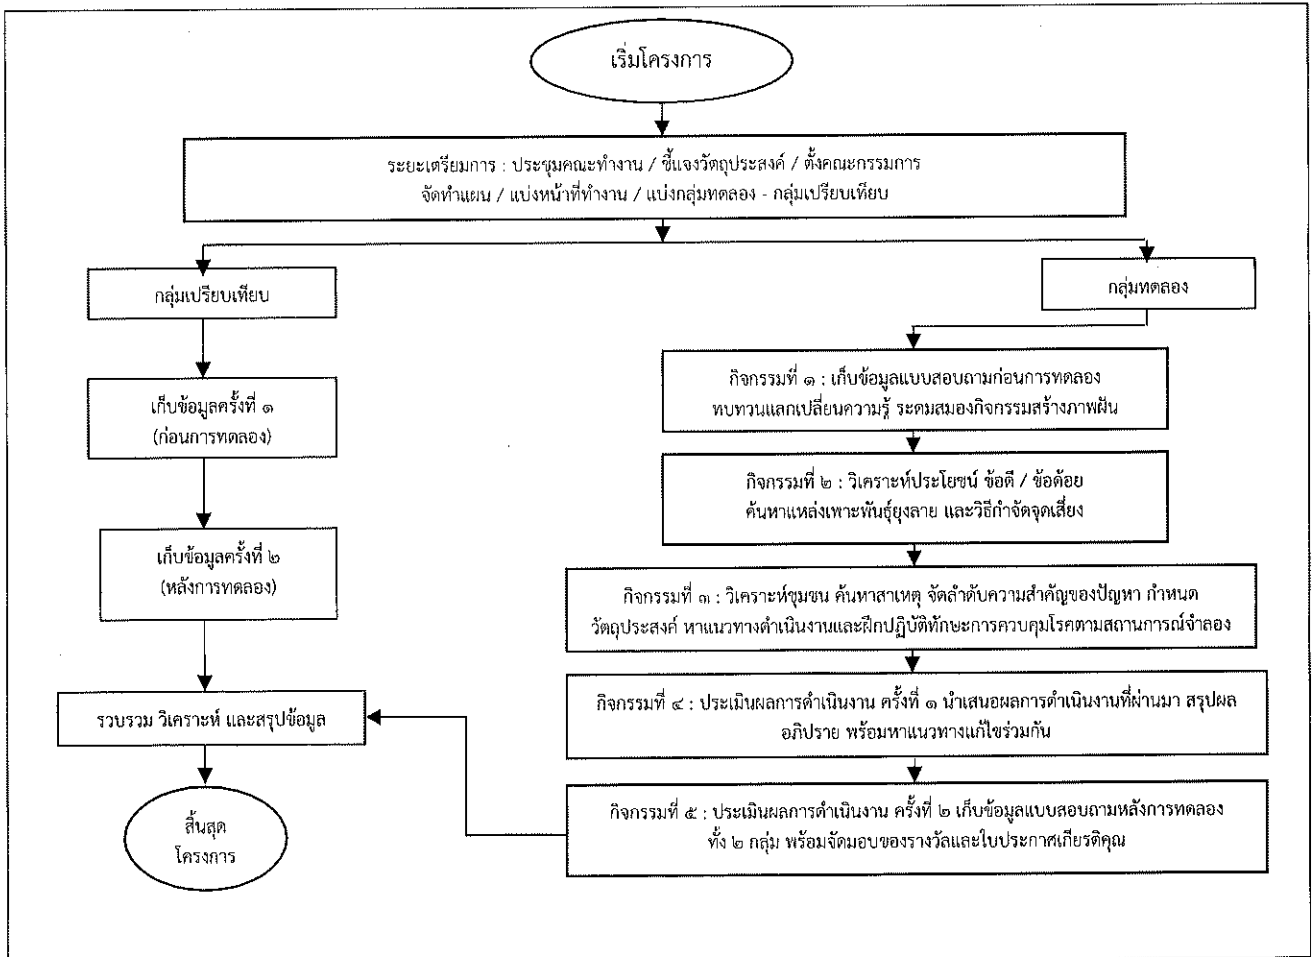 เริ่มโครงการ
ระยะเตรียมการ : ประชุมคณะทำงาน / ชี้แจงวัตถุประสงค์ / ตั้งคณะกรรมการ
จัดทำแผน / แบ่งหน้าที่ทำงาน / แบ่งกลุ่มทดลอง - กลุ่มเปรียบเทียบ
กลุ่มเปรียบเทียบ
เก็บข้อมูลครั้งที่ ๑
(ก่อนการทดลอง)
เก็บข้อมูลครั้งที่ ๒
(หลังการทดลอง)
กลุ่มทดลอง
กิจกรรมที่ ๑ : เก็บข้อมูลแบบสอบถามก่อนการทดลอง
ทบทวนแลกเปลี่ยนความรู้ ระดมสมองกิจกรรมสร้างภาพฝัน
กิจกรรมที่ ๒ : วิเคราะห์ประโยชน์ ข้อดี / ข้อด้อย
ค้นหาแหล่งเพาะพันธุ์ยุงลาย และวิธีกำจัดจุดเสี่ยง
กิจกรรมที่ ๓ : วิเคราะห์ชุมชน ค้นหาสาเหตุ จัดลำดับความสำคัญของปัญหา กำหนด
วัตถุประสงค์ หาแนวทางดำเนินงานและฝึกปฏิบัติทักษะการควบคุมโรคตามสถานการณ์จำลอง
กิจกรรมที่ ๔ : ประเมินผลการดำเนินงาน ครั้งที่ ๑ นำเสนอผลการดำเนินงานที่ผ่านมา สรุปผล
อภิปราย พร้อมหาแนวทางแก้ไขร่วมกัน
กิจกรรมที่ ๕ : ประเมินผลการดำเนินงาน ครั้งที่ ๒ เก็บข้อมูลแบบสอบถามหลังการทดลอง
ทั้ง ๒ กลุ่ม พร้อมจัดมอบของรางวัลและใบประกาศเกียรติคุณ
รวบรวม วิเคราะห์ และสรุปข้อมูล
สิ้นสุด
โครงการ